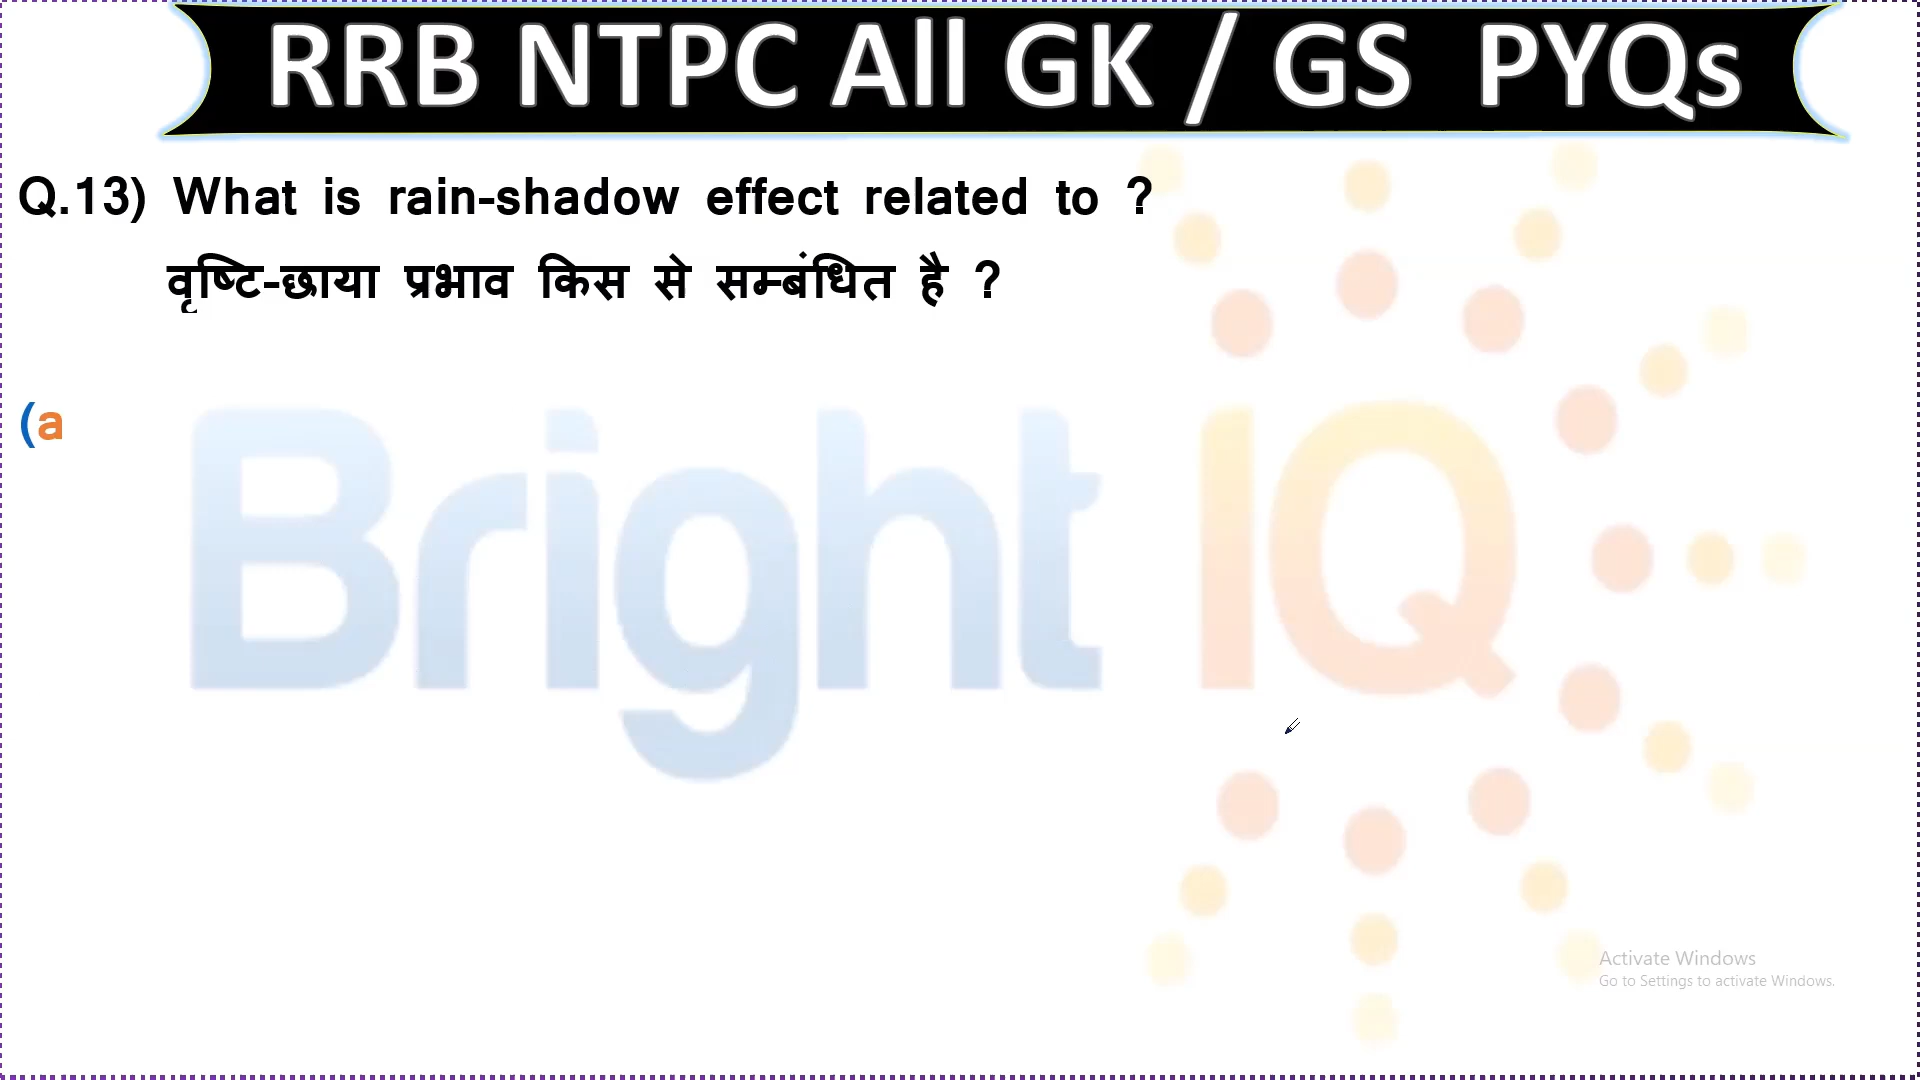 RRB NTPC All GK / GS PYQs
Q.13) What is rain-shadow effect related to ?
वृष्टि-छाया प्रभाव किस से सम्बंधित है ?
(a
Bright IQ
Activate Windows
Go to Settings to activate Windows.